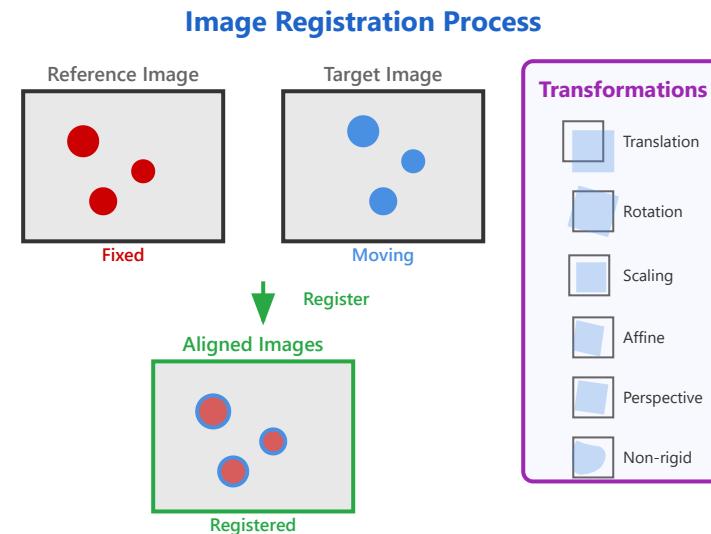 Image Registration Process
Reference Image
Target Image
Fixed
Moving
Register
Aligned Images
Registered
Transformations
Translation
Rotation
Scaling
Affine
Perspective
Non-rigid